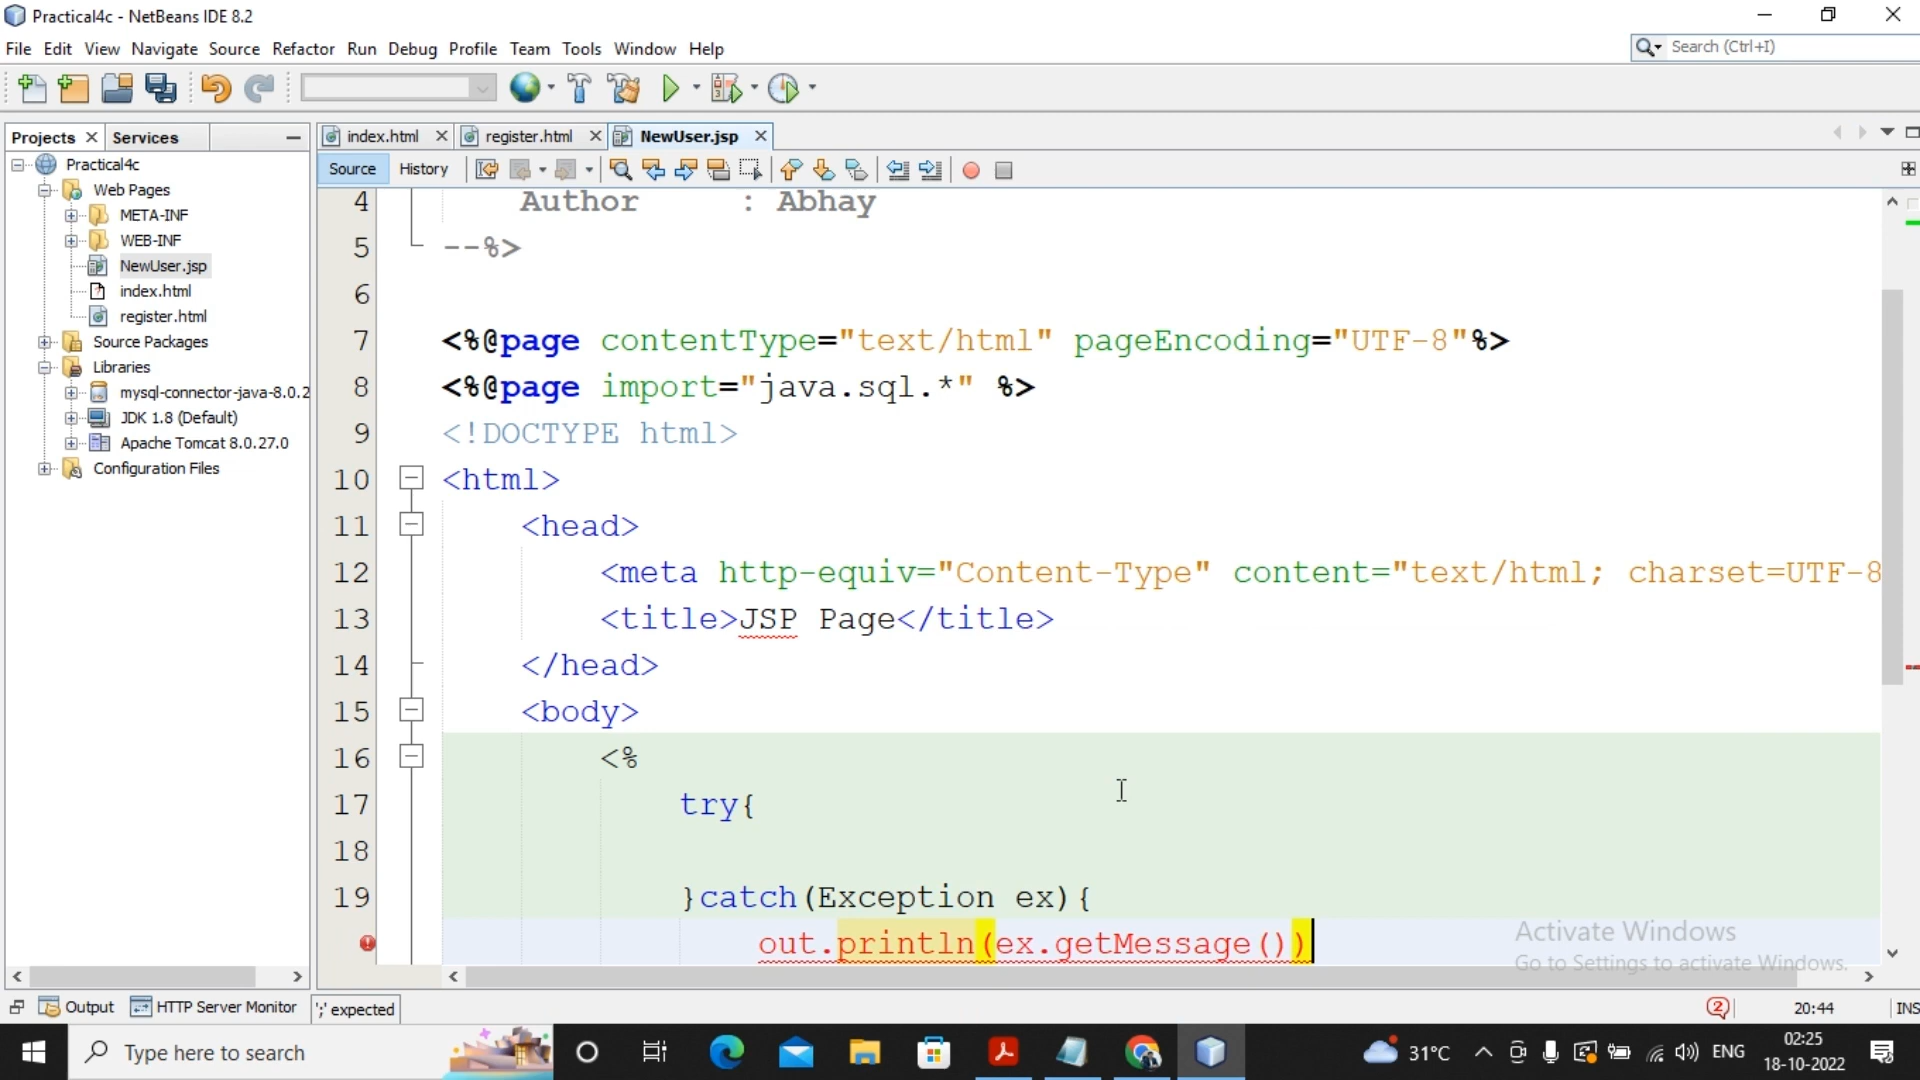 Practical4c - NetBeans IDE 8.2
File Edit View Navigate Source Refactor Run Debug Profile Team Tools Window Help
Search (Ctrl+I)
Projects Services
index.html register.html NewUser.jsp
Source History
Practical4c
Web Pages
META-INF
WEB-INF
NewUser.jsp
index.html
register.html
Source Packages
Libraries
mysql-connector-java-8.0.2
JDK 1.8 (Default)
Apache Tomcat 8.0.27.0
Configuration Files
4 Author : Abhay
5 --%>
6
7 <%@page contentType="text/html" pageEncoding="UTF-8"%>
8 <%@page import="java.sql.*" %>
9 <!DOCTYPE html>
10 <html>
11 <head>
12 <meta http-equiv="Content-Type" content="text/html; charset=UTF-8
13 <title>JSP Page</title>
14 </head>
15 <body>
16 <%
17 try{
18
19 }catch(Exception ex){
out.println(ex.getMessage())
Activate Windows
Go to Settings to activate Windows.
Output HTTP Server Monitor ';' expected
2 20:44 INS
Type here to search
31°C ENG
02:25
18-10-2022